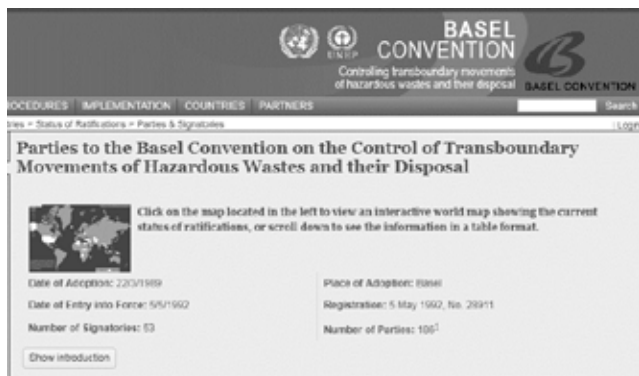 BASEL
CONVENTION
UNEP
Controlling transboundary movements
of hazardous wastes and their disposal
BASEL CONVENTION
ROCEDURES IMPLEMENTATION COUNTRIES PARTNERS Search
tries > Status of Ratifications > Parties & Signatories Login
Parties to the Basel Convention on the Control of Transboundary
Movements of Hazardous Wastes and their Disposal
Click on the map located in the left to view an interactive world map showing the current
status of ratifications, or scroll down to see the information in a table format.
Date of Adoption: 22/3/1989 Place of Adoption: Basel
Date of Entry into Force: 5/5/1992 Registration: 5 May 1992, No. 28911
Number of Signatories: 53 Number of Parties: 186
Show introduction